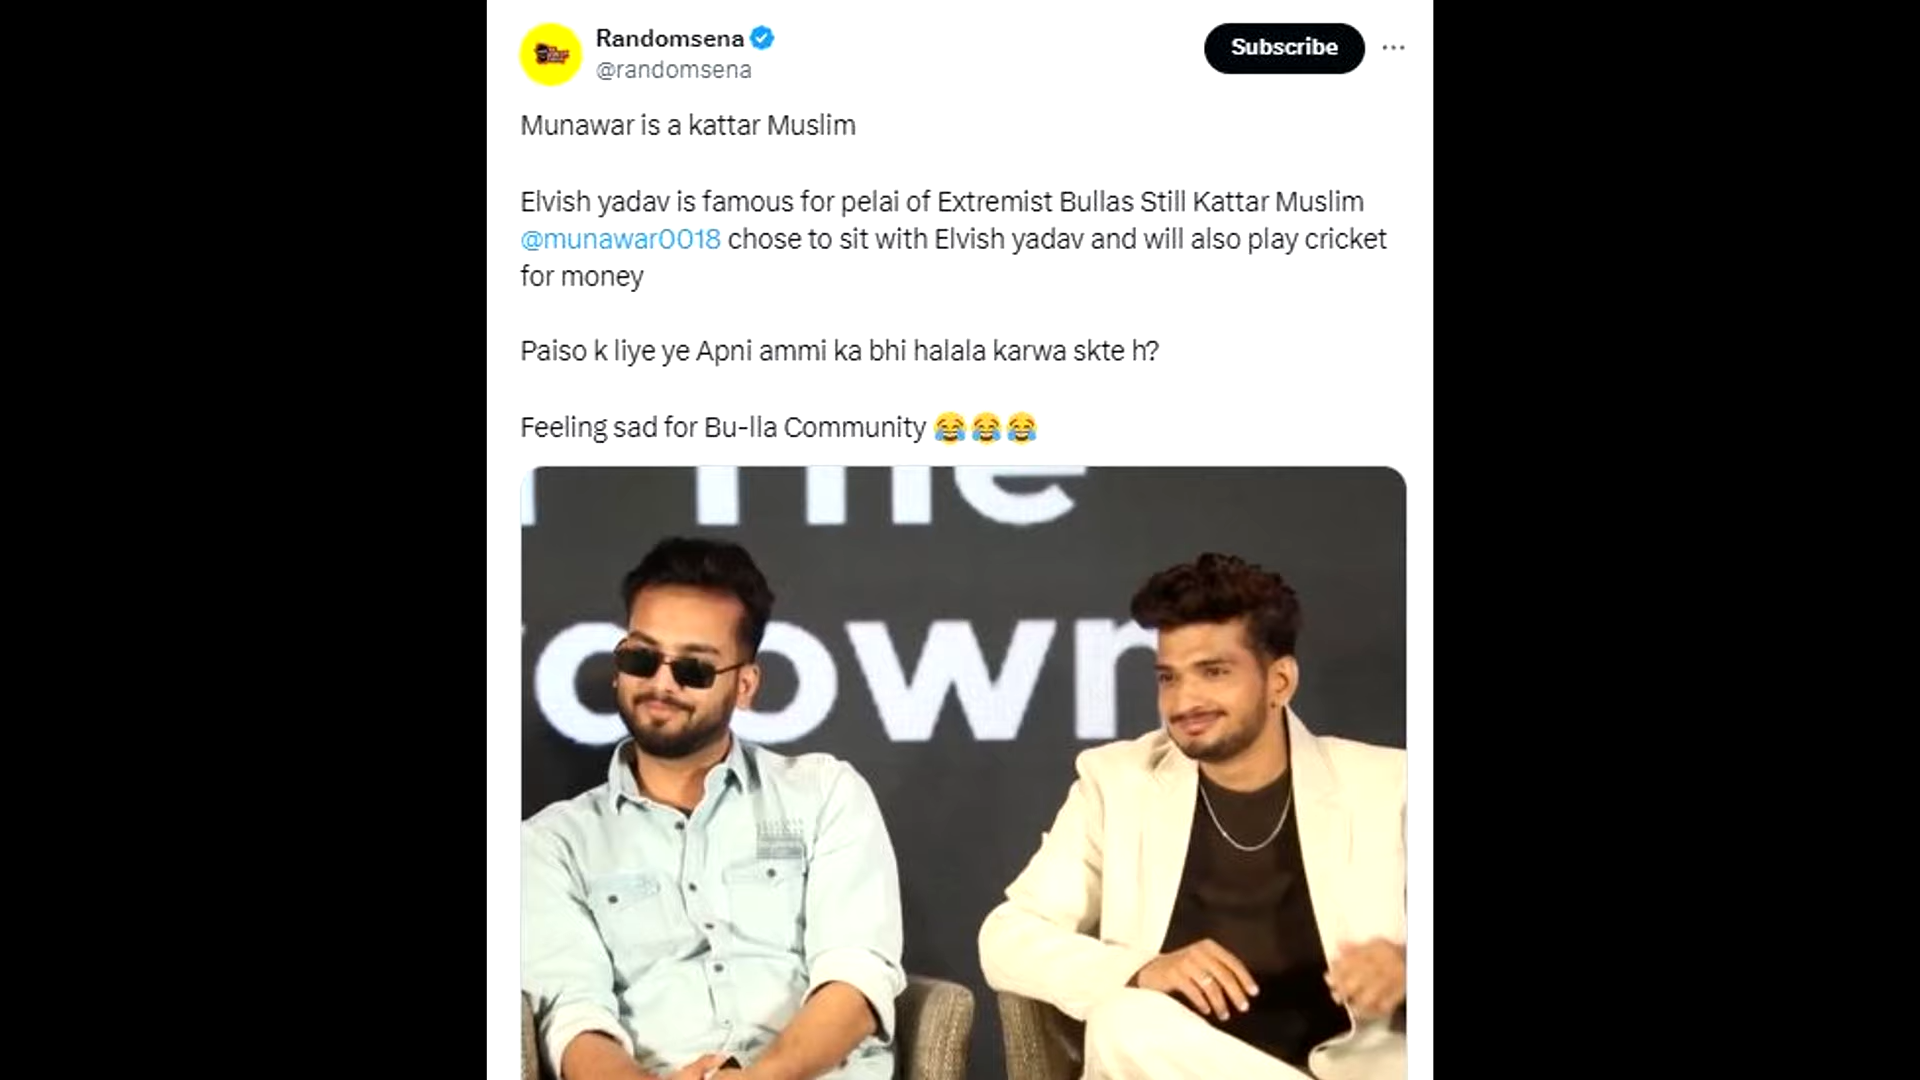 Randomsena
@randomsena
Subscribe
Munawar is a kattar Muslim
Elvish yadav is famous for pelai of Extremist Bullas Still Kattar Muslim
@munawar0018 chose to sit with Elvish yadav and will also play cricket
for money
Paiso k liye ye Apni ammi ka bhi halala karwa skte h?
Feeling sad for Bu-lla Community 😂😂😂
The